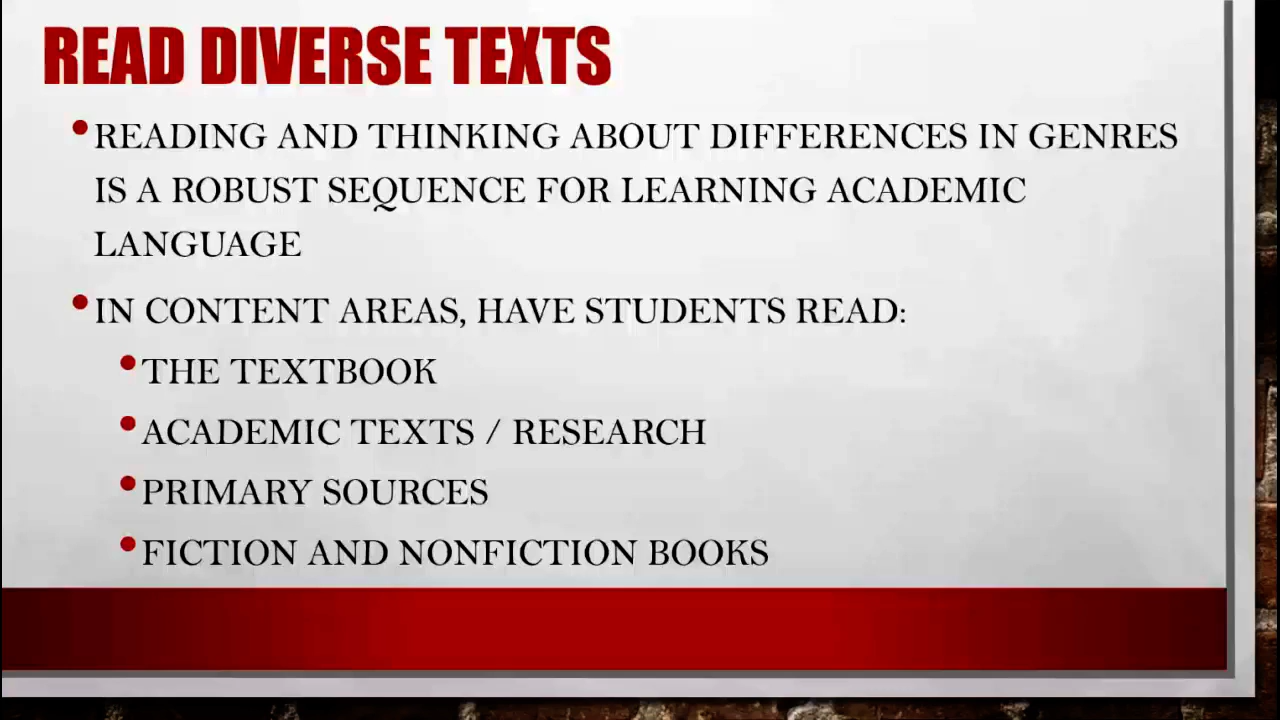 READ DIVERSE TEXTS
•READING AND THINKING ABOUT DIFFERENCES IN GENRES
IS A ROBUST SEQUENCE FOR LEARNING ACADEMIC
LANGUAGE
•IN CONTENT AREAS, HAVE STUDENTS READ:
•THE TEXTBOOK
•ACADEMIC TEXTS / RESEARCH
•PRIMARY SOURCES
•FICTION AND NONFICTION BOOKS